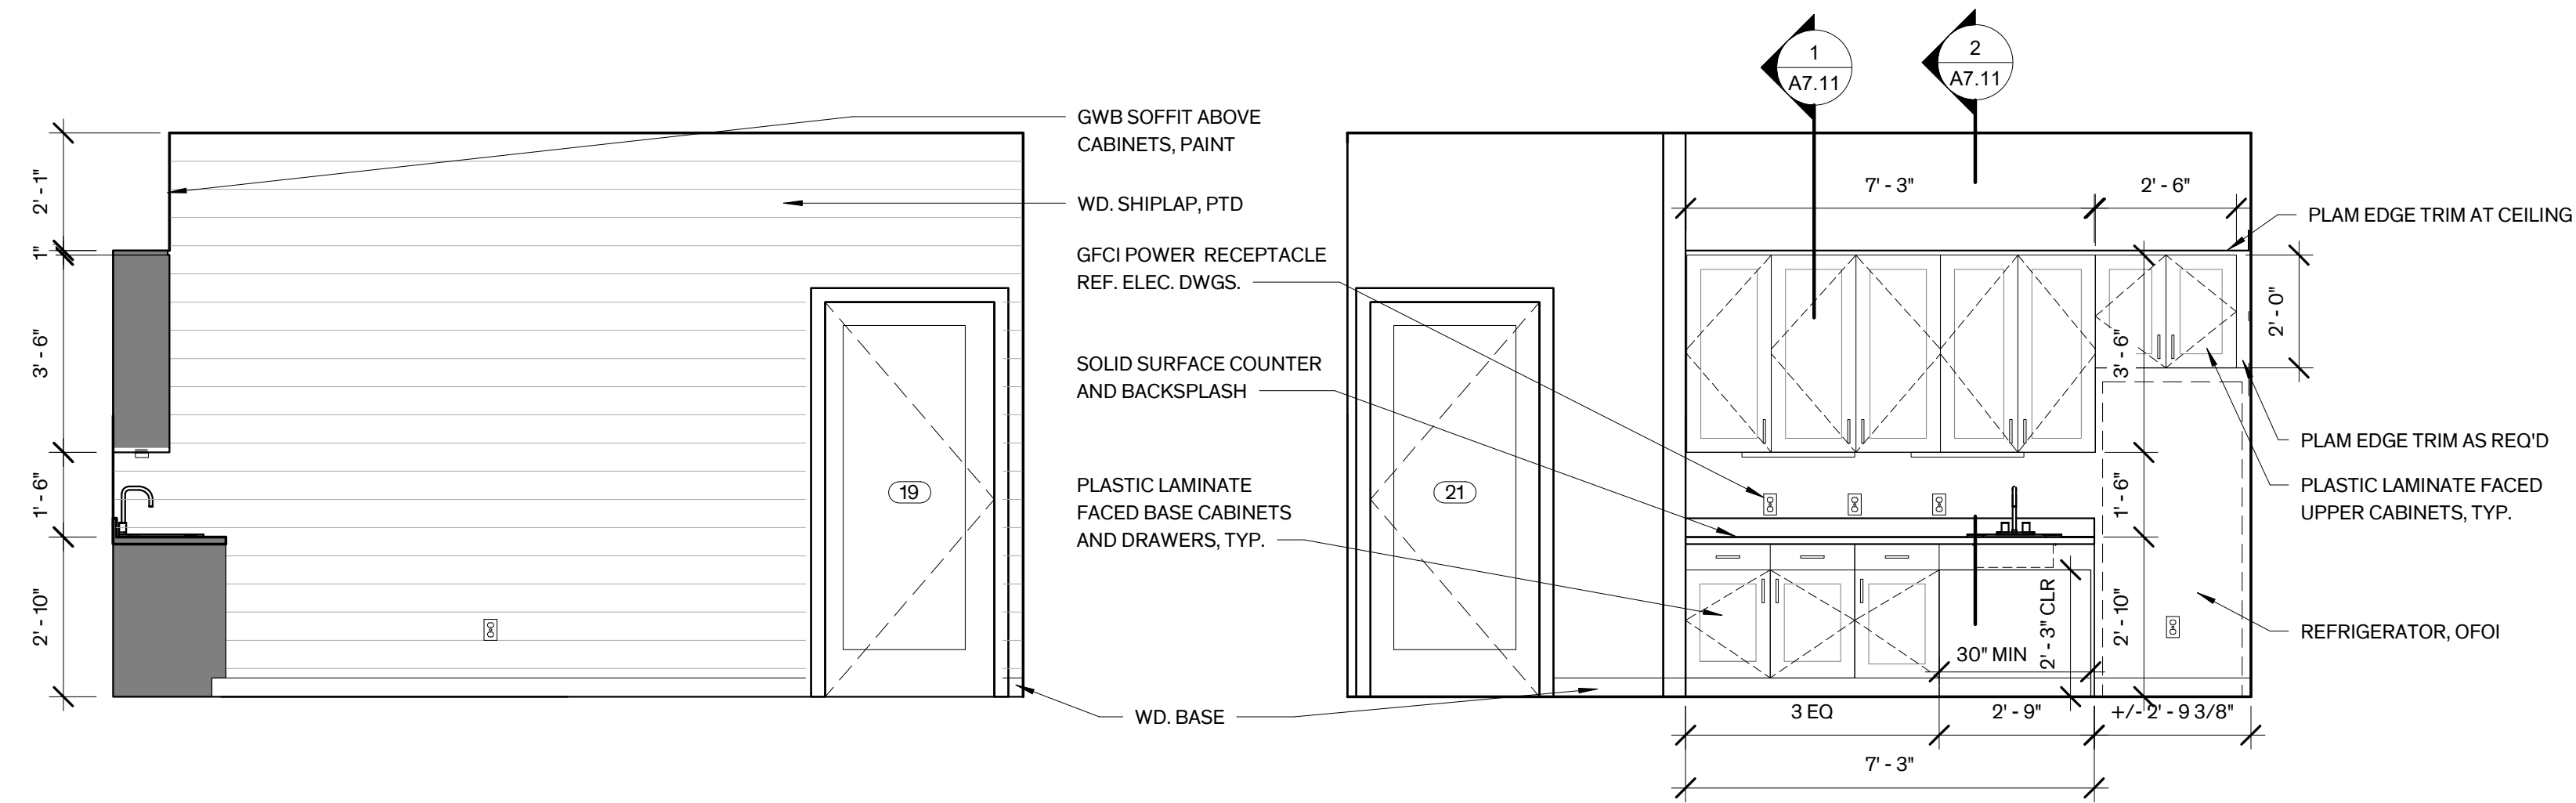 1
A7.11
2
A7.11
GWB SOFFIT ABOVE
CABINETS, PAINT
WD. SHIPLAP, PTD
GFCI POWER RECEPTACLE
REF. ELEC. DWGS.
SOLID SURFACE COUNTER
AND BACKSPLASH
PLASTIC LAMINATE
FACED BASE CABINETS
AND DRAWERS, TYP.
WD. BASE
2' - 1"
1"
3' - 6"
1' - 6"
2' - 10"
19
21
7' - 3"
2' - 6"
PLAM EDGE TRIM AT CEILING
2' - 0"
3' - 6"
PLAM EDGE TRIM AS REQ'D
PLASTIC LAMINATE FACED
UPPER CABINETS, TYP.
1' - 6"
2' - 3" CLR
2' - 10"
30" MIN
REFRIGERATOR, OFOI
3 EQ
2' - 9"
+/- 2' - 9 3/8"
7' - 3"